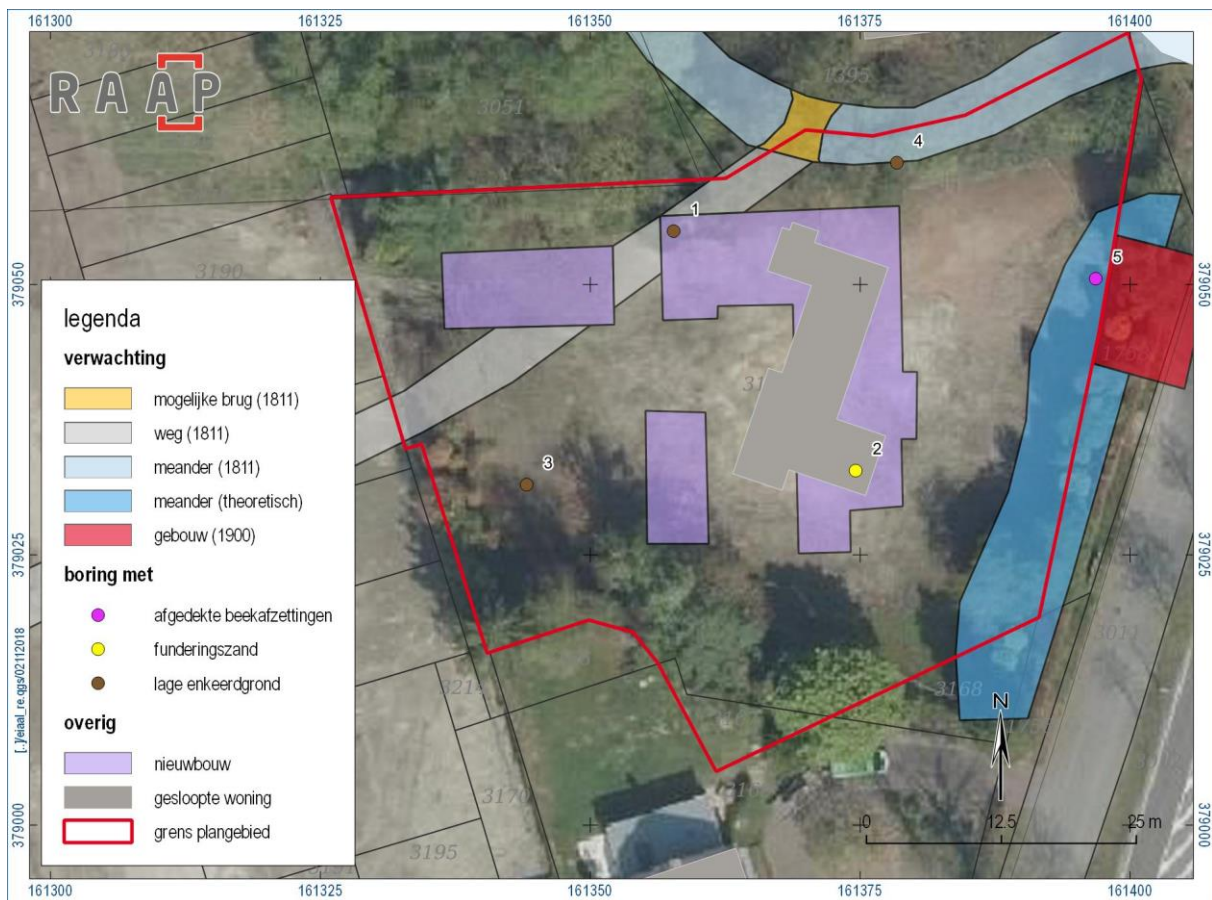 161300 161325 161350 161375 161400
RAAP
3051
1395
4
1
379050
379050
3190
5
legenda
verwachting
mogelijke brug (1811)
weg (1811)
meander (1811)
meander (theoretisch)
gebouw (1900)
2
3
379025
379025
boring met
afgedekte beekafzettingen
funderingszand
lage enkeerdgrond
3011
3214
3168
N
overig
nieuwbouw
gesloopte woning
grens plangebied
3170
3195
0 12.5 25 m
379000
379000
161300 161325 161350 161375 161400